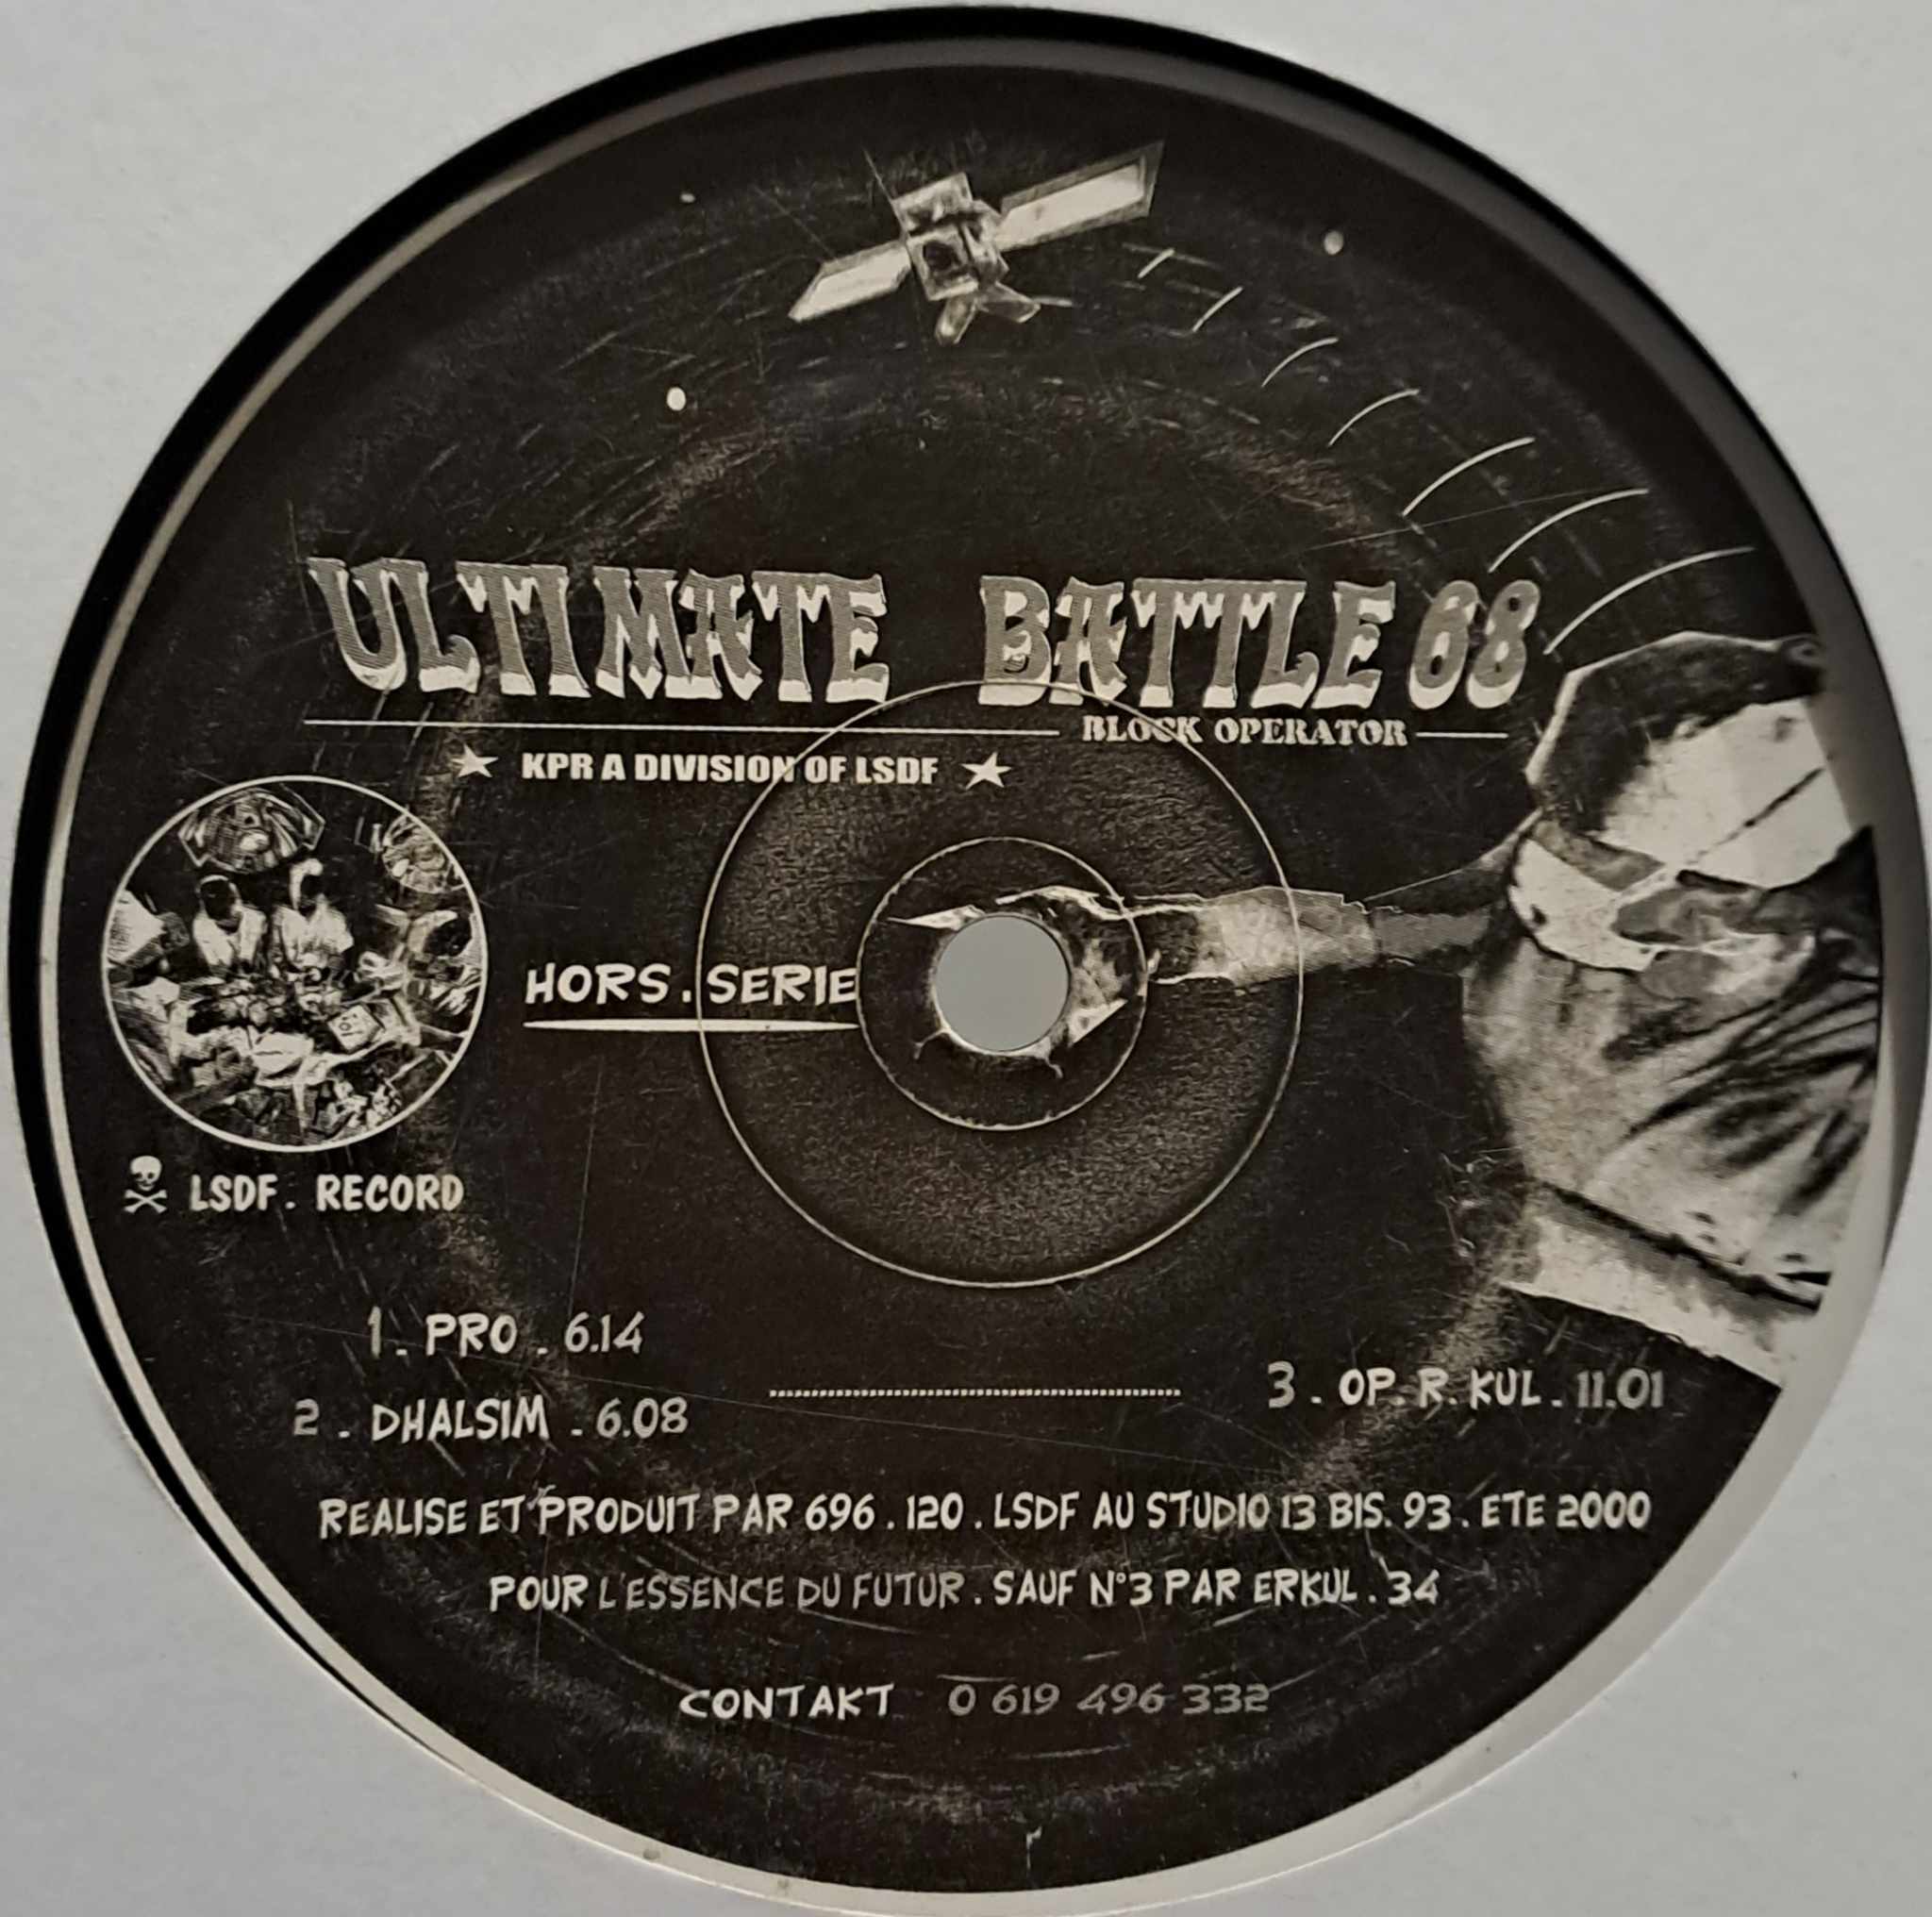 ULTIMATE BATTLE 68
BLOCK OPERATOR
KPR A DIVISION OF LSDF
HORS . SERIE
LSDF . RECORD
1 . PRO . 6.14
2 . DHALSIM . 6.08
3 . OP . R . KUL . 11.01
REALISE ET PRODUIT PAR 696 . 120 . LSDF AU STUDIO 13 BIS . 93 . ETE 2000
POUR L'ESSENCE DU FUTUR . SAUF N°3 PAR ERKUL . 34
CONTAKT 0 619 496 332